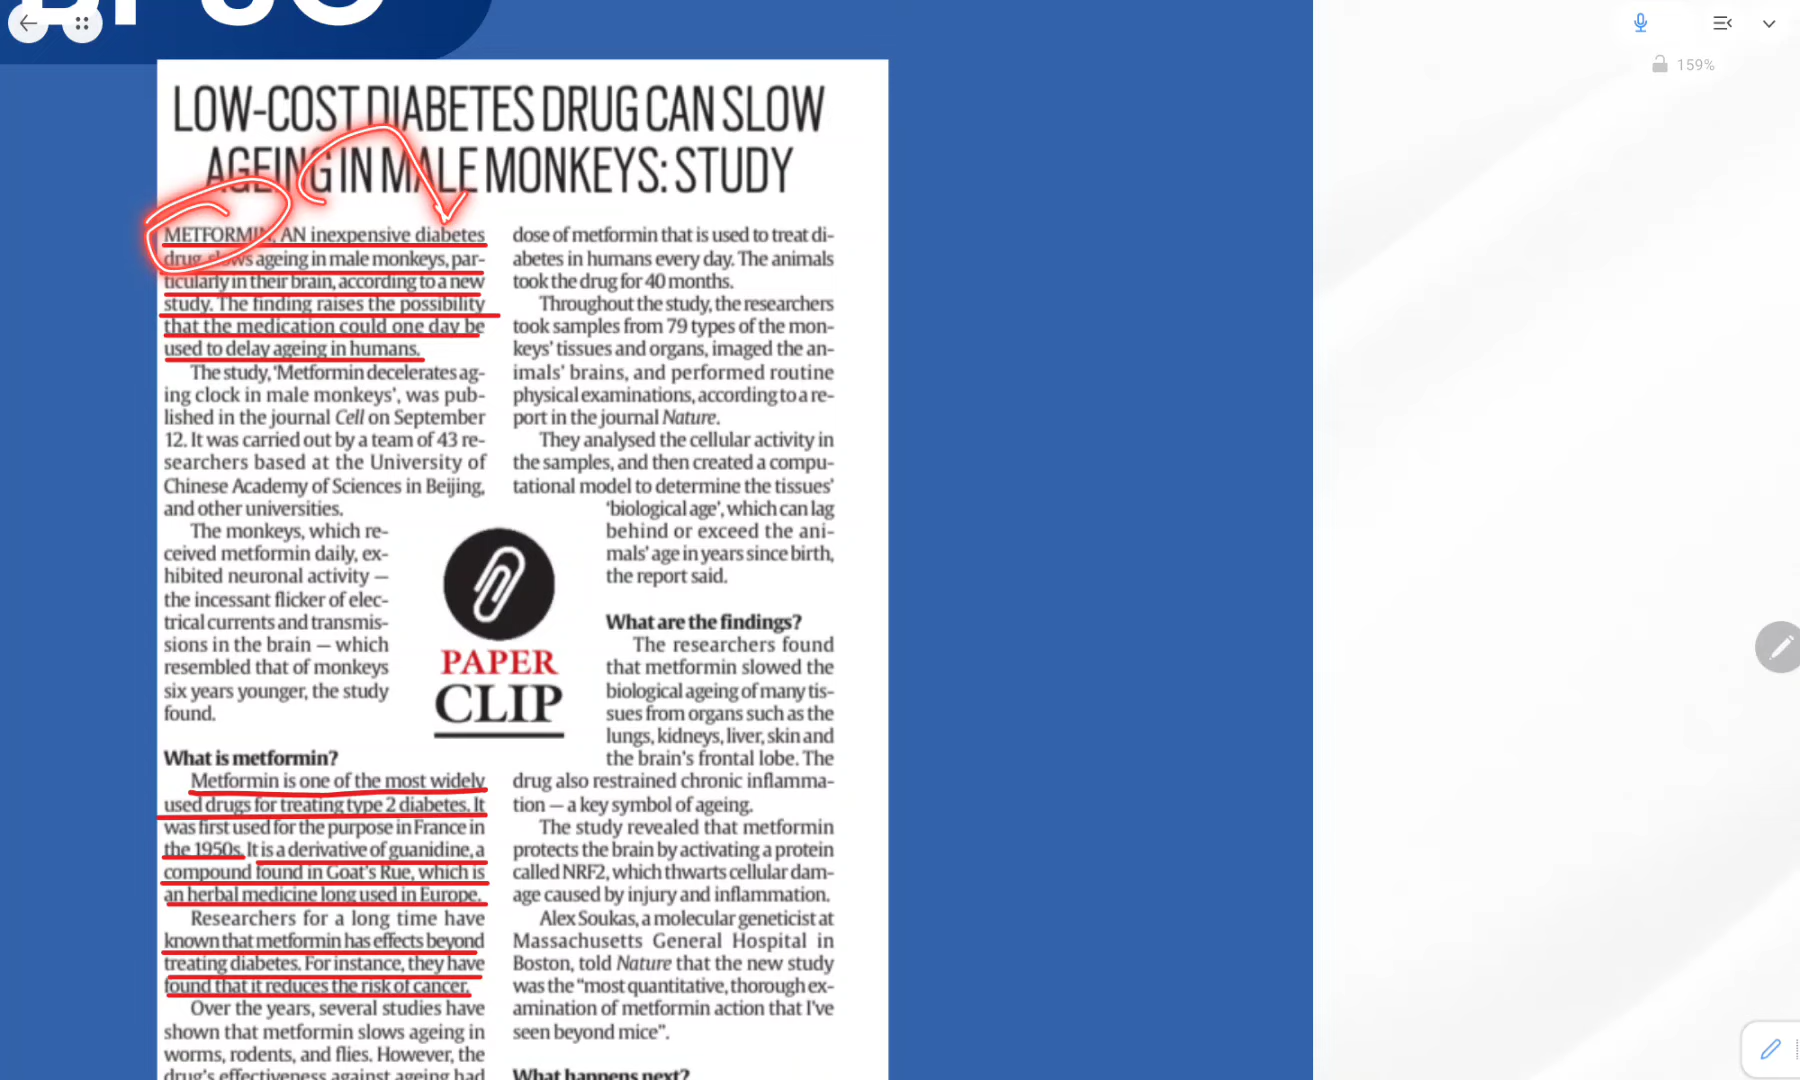 159%
LOW-COST DIABETES DRUG CAN SLOW
AGEING IN MALE MONKEYS: STUDY
METFORMIN, AN inexpensive diabetes
drug, slows ageing in male monkeys, par-
ticularly in their brain, according to a new
study. The finding raises the possibility
that the medication could one day be
used to delay ageing in humans.
The study, ‘Metformin decelerates ag-
ing clock in male monkeys’, was pub-
lished in the journal Cell on September
12. It was carried out by a team of 43 re-
searchers based at the University of
Chinese Academy of Sciences in Beijing,
and other universities.
The monkeys, which re-
ceived metformin daily, ex-
hibited neuronal activity —
the incessant flicker of elec-
trical currents and transmis-
sions in the brain — which
resembled that of monkeys
six years younger, the study
found.
What is metformin?
Metformin is one of the most widely
used drugs for treating type 2 diabetes. It
was first used for the purpose in France in
the 1950s. It is a derivative of guanidine, a
compound found in Goat's Rue, which is
an herbal medicine long used in Europe.
Researchers for a long time have
known that metformin has effects beyond
treating diabetes. For instance, they have
found that it reduces the risk of cancer.
Over the years, several studies have
shown that metformin slows ageing in
worms, rodents, and flies. However, the
drug's effectiveness against ageing had
PAPER
CLIP
dose of metformin that is used to treat di-
abetes in humans every day. The animals
took the drug for 40 months.
Throughout the study, the researchers
took samples from 79 types of the mon-
keys’ tissues and organs, imaged the an-
imals’ brains, and performed routine
physical examinations, according to a re-
port in the journal Nature.
They analysed the cellular activity in
the samples, and then created a compu-
tational model to determine the tissues’
‘biological age’, which can lag
behind or exceed the ani-
mals’ age in years since birth,
the report said.
What are the findings?
The researchers found
that metformin slowed the
biological ageing of many tis-
sues from organs such as the
lungs, kidneys, liver, skin and
the brain's frontal lobe. The
drug also restrained chronic inflamma-
tion — a key symbol of ageing.
The study revealed that metformin
protects the brain by activating a protein
called NRF2, which thwarts cellular dam-
age caused by injury and inflammation.
Alex Soukas, a molecular geneticist at
Massachusetts General Hospital in
Boston, told Nature that the new study
was the “most quantitative, thorough ex-
amination of metformin action that I've
seen beyond mice”.
What happens next?